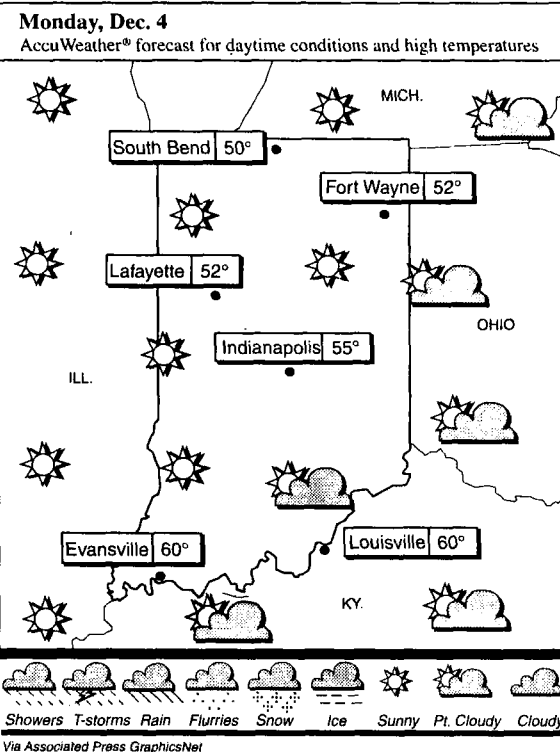 Monday, Dec. 4
AccuWeather® forecast for daytime conditions and high temperatures
MICH.
South Bend 50°
Fort Wayne 52°
Lafayette 52°
OHIO
Indianapolis 55°
ILL.
Evansville 60°
Louisville 60°
KY.
Showers T-storms Rain Flurries Snow Ice Sunny Pt. Cloudy Cloudy
Via Associated Press GraphicsNet